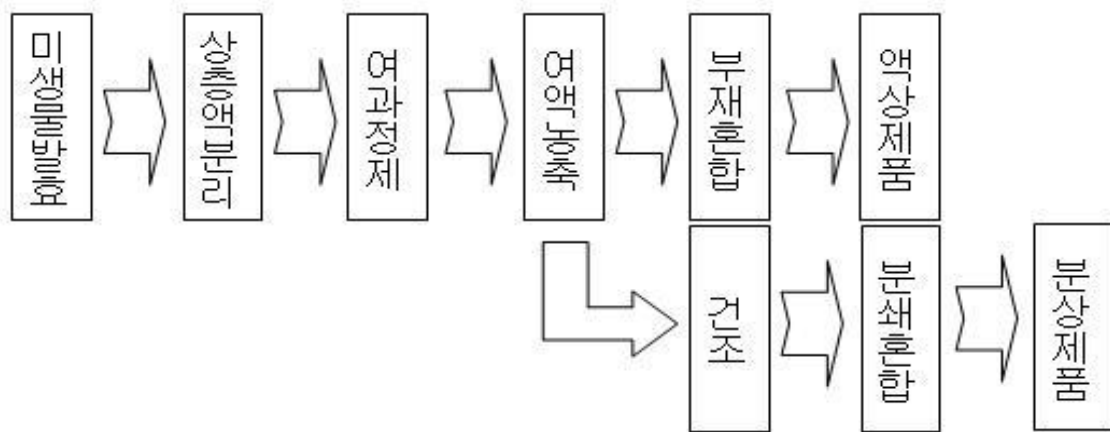 미생물발효
상층액분리
여과정제
여액농축
부재혼합
액상제품
건조
분쇄혼합
분상제품